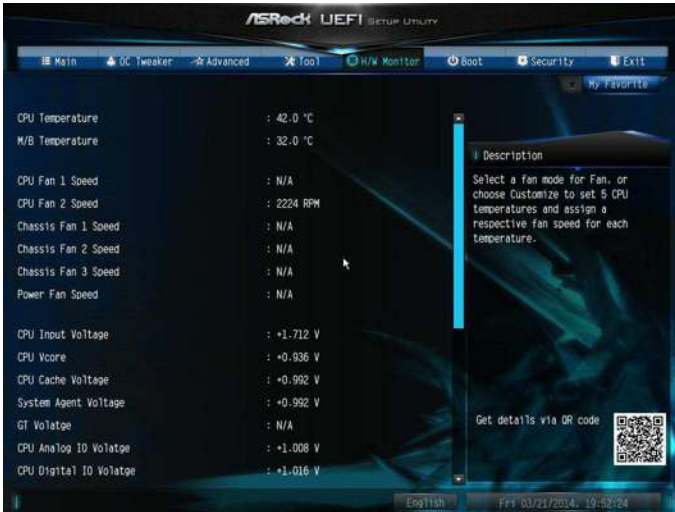 ASRock UEFI SETUP UTILITY
Main OC Tweaker Advanced Tool H/W Monitor Boot Security Exit
My Favorite
CPU Temperature : 42.0 °C
M/B Temperature : 32.0 °C
CPU Fan 1 Speed : N/A
CPU Fan 2 Speed : 2224 RPM
Chassis Fan 1 Speed : N/A
Chassis Fan 2 Speed : N/A
Chassis Fan 3 Speed : N/A
Power Fan Speed : N/A
CPU Input Voltage : +1.712 V
CPU Vcore : +0.936 V
CPU Cache Voltage : +0.992 V
System Agent Voltage : +0.992 V
GT Volatge : N/A
CPU Analog IO Volatge : +1.008 V
CPU Digital IO Volatge : +1.016 V
Description
Select a fan mode for Fan, or
choose Customize to set 5 CPU
temperatures and assign a
respective fan speed for each
temperature.
Get details via QR code
English
Fri 03/21/2014, 19:52:24